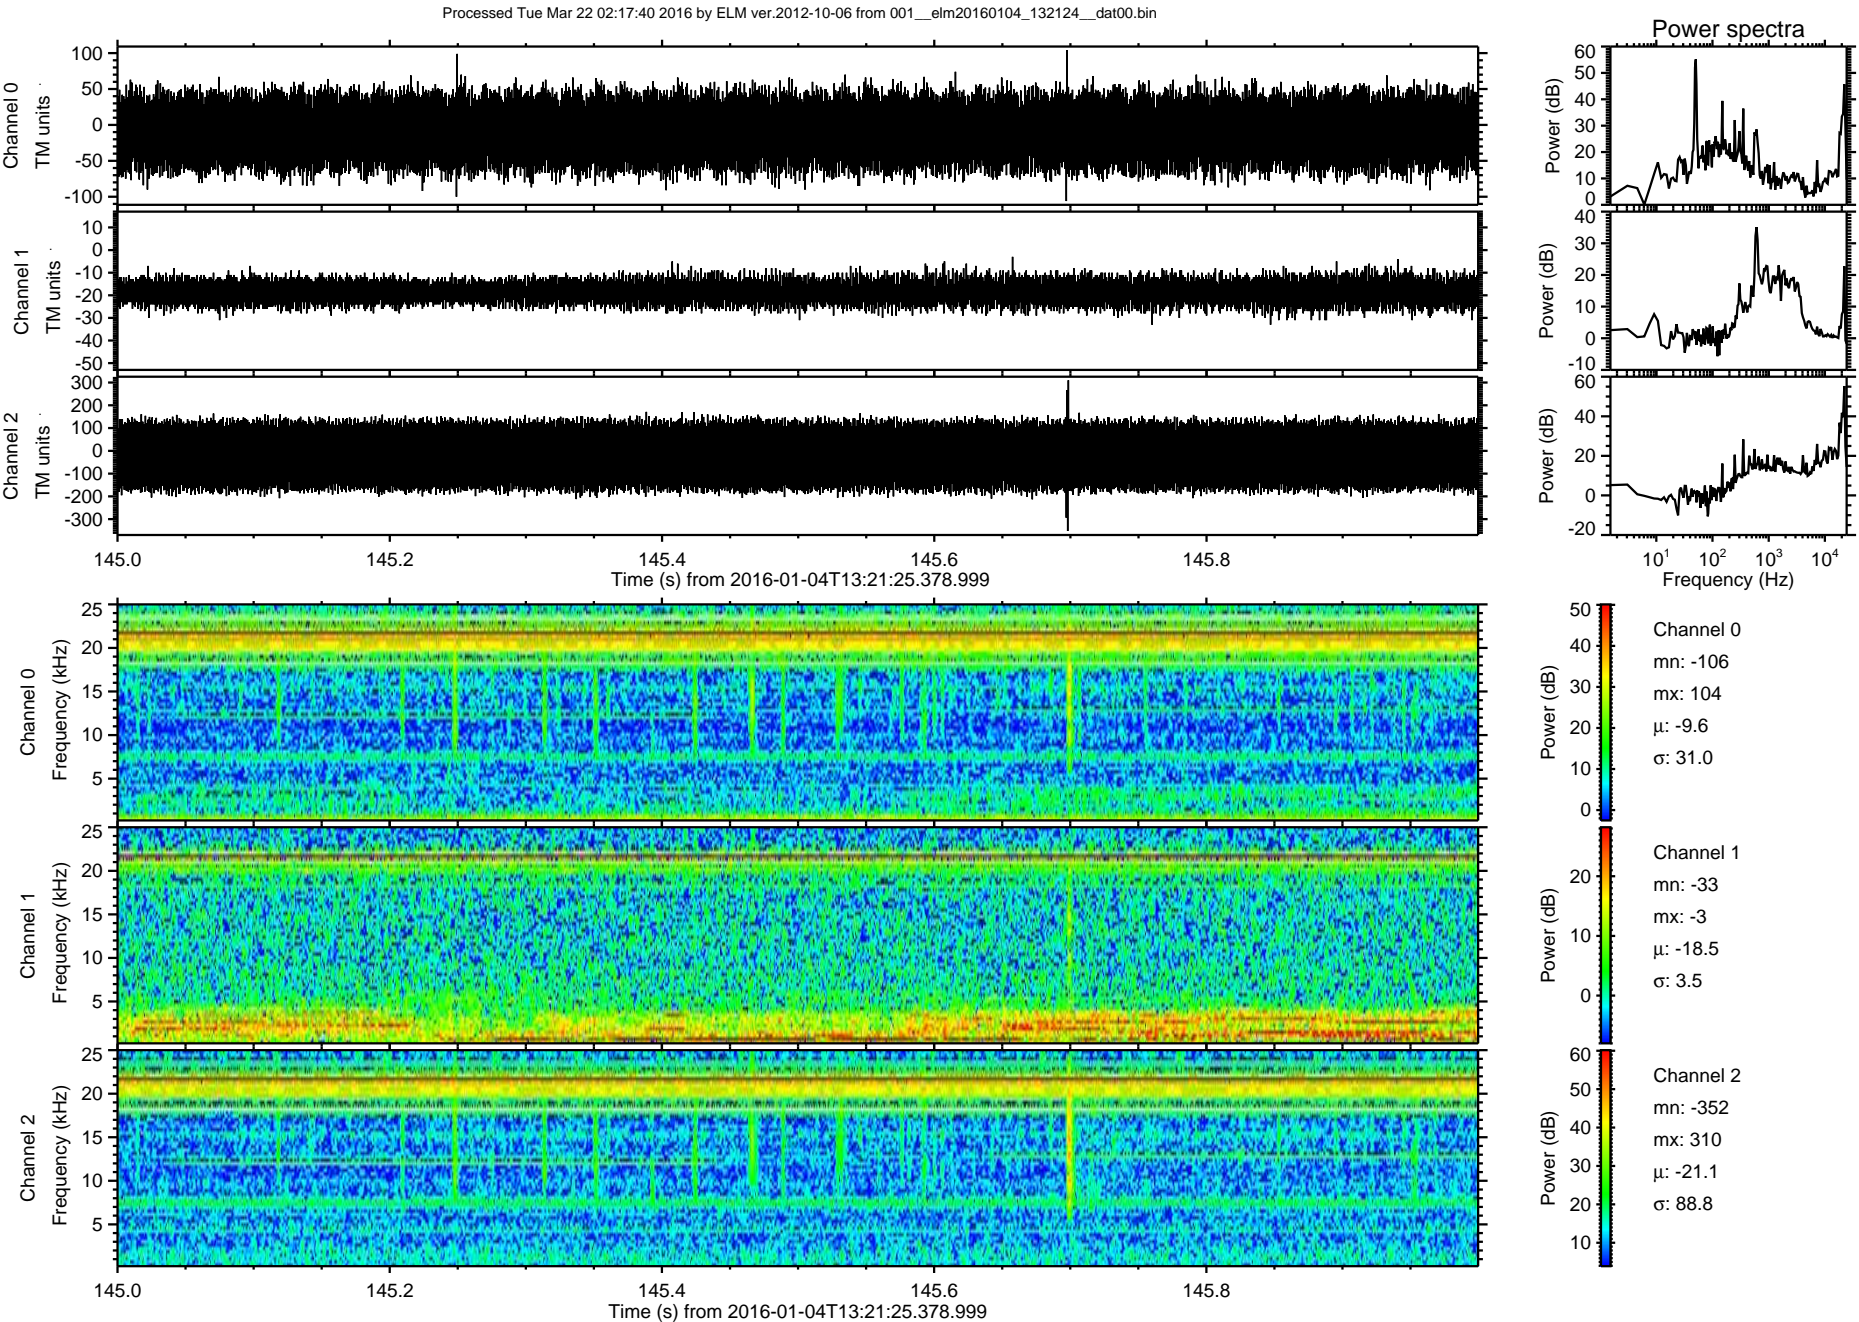 Processed Tue Mar 22 02:17:40 2016 by ELM ver.2012-10-06 from 001__elm20160104_132124__dat00.bin
Power spectra
Channel 0
TM units
100
50
0
-50
-100
Power (dB)
60
50
40
30
20
10
0
Channel 1
TM units
10
0
-10
-20
-30
-40
-50
Power (dB)
40
30
20
10
0
-10
Channel 2
TM units
300
200
100
0
-100
-200
-300
Power (dB)
60
40
20
0
-20
145.0 145.2 145.4 145.6 145.8
Time (s) from 2016-01-04T13:21:25.378.999
10¹ 10² 10³ 10⁴
Frequency (Hz)
Channel 0
Frequency (kHz)
25
20
15
10
5
Power (dB)
50
40
30
20
10
0
Channel 0
mn: -106
mx: 104
μ: -9.6
σ: 31.0
Channel 1
Frequency (kHz)
25
20
15
10
5
Power (dB)
20
10
0
Channel 1
mn: -33
mx: -3
μ: -18.5
σ: 3.5
Channel 2
Frequency (kHz)
25
20
15
10
5
Power (dB)
60
50
40
30
20
10
Channel 2
mn: -352
mx: 310
μ: -21.1
σ: 88.8
145.0 145.2 145.4 145.6 145.8
Time (s) from 2016-01-04T13:21:25.378.999